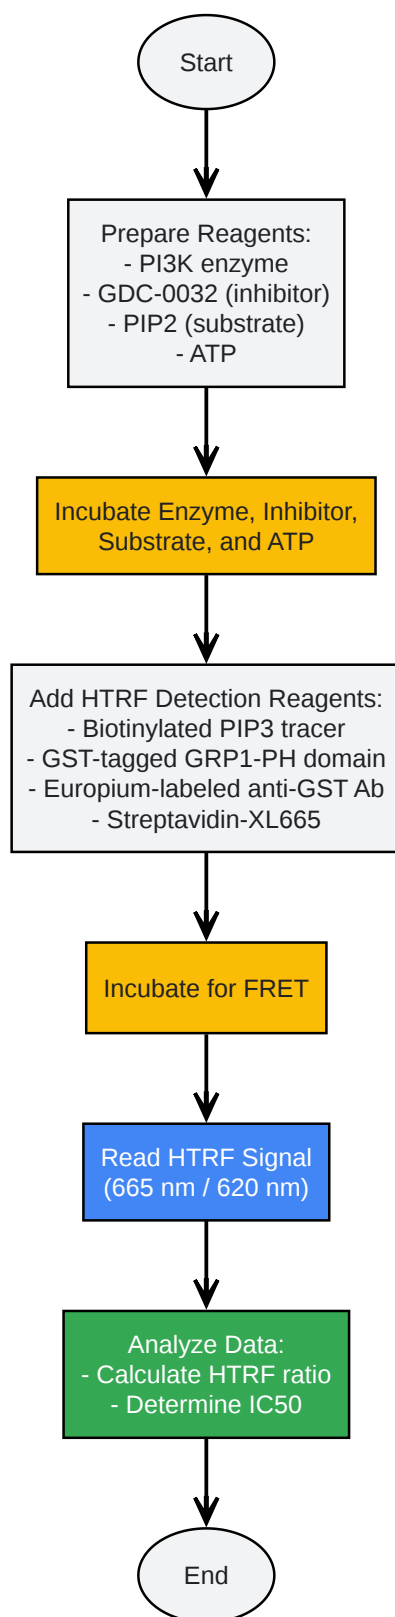 Start
Prepare Reagents:
- PI3K enzyme
- GDC-0032 (inhibitor)
- PIP2 (substrate)
- ATP
Incubate Enzyme, Inhibitor,
Substrate, and ATP
Add HTRF Detection Reagents:
- Biotinylated PIP3 tracer
- GST-tagged GRP1-PH domain
- Europium-labeled anti-GST Ab
- Streptavidin-XL665
Incubate for FRET
Read HTRF Signal
(665 nm / 620 nm)
Analyze Data:
- Calculate HTRF ratio
- Determine IC50
End